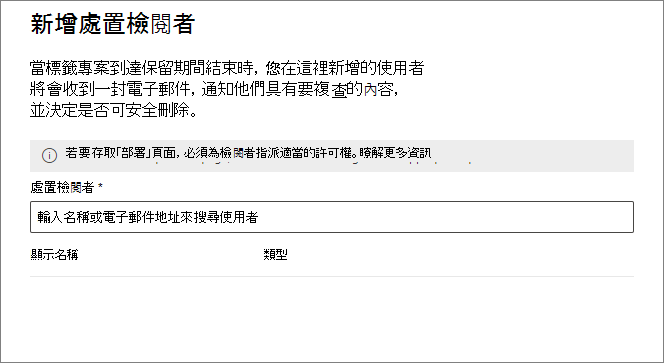 新增處置檢閱者
當標籤專案到達保留期間結束時, 您在這裡新增的使用者
將會收到一封電子郵件, 通知他們具有要複查的內容,
並決定是否可安全刪除。
若要存取「部署」頁面, 必須為檢閱者指派適當的許可權。瞭解更多資訊
處置檢閱者 *
輸入名稱或電子郵件地址來搜尋使用者
顯示名稱 類型